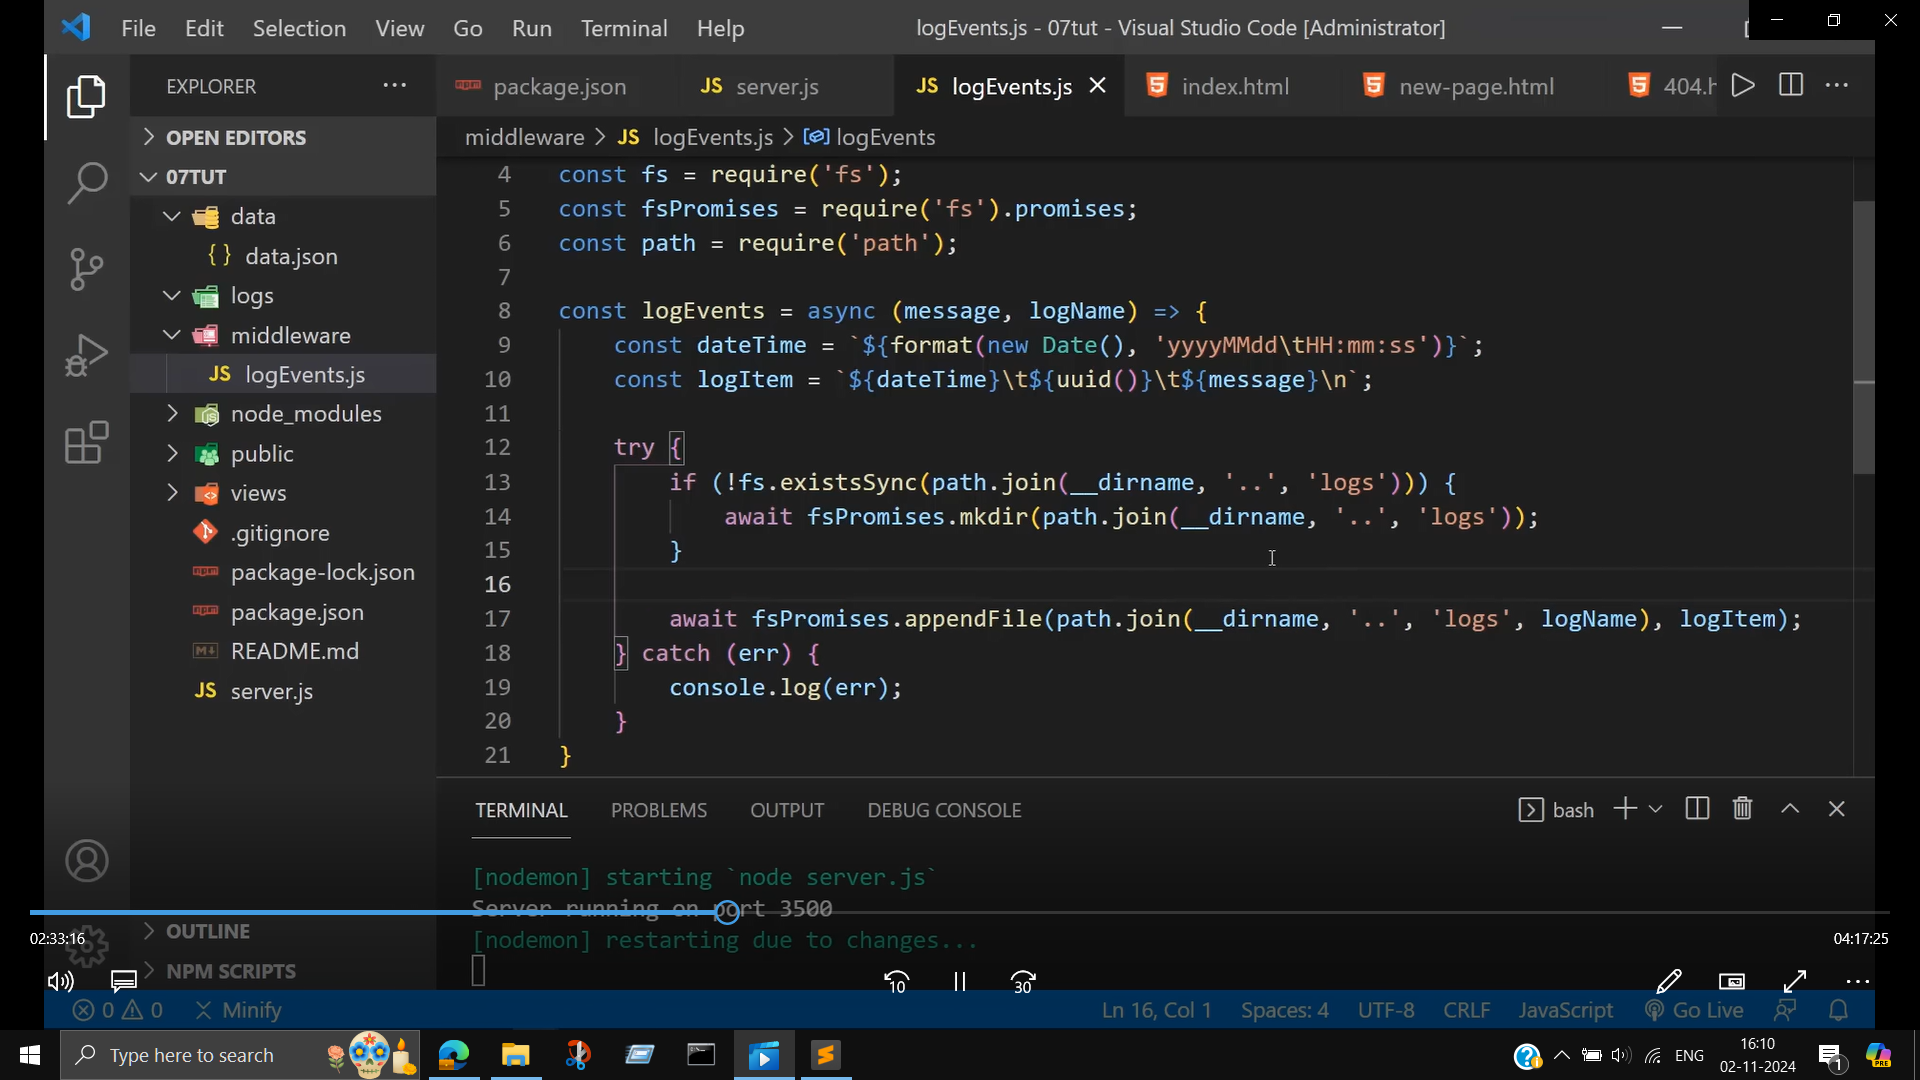 File Edit Selection View Go Run Terminal Help
logEvents.js - 07tut - Visual Studio Code [Administrator]
EXPLORER
package.json
JS server.js
JS logEvents.js
index.html
new-page.html
404.h
OPEN EDITORS
middleware > JS logEvents.js > logEvents
07TUT
data
{ } data.json
logs
middleware
JS logEvents.js
node_modules
public
views
.gitignore
package-lock.json
package.json
README.md
JS server.js
4 const fs = require('fs');
5 const fsPromises = require('fs').promises;
6 const path = require('path');
7
8 const logEvents = async (message, logName) => {
9 const dateTime = `${format(new Date(), 'yyyyMMdd\tHH:mm:ss')}`;
10 const logItem = `${dateTime}\t${uuid()}\t${message}\n`;
11
12 try {
13 if (!fs.existsSync(path.join(__dirname, '..', 'logs'))) {
14 await fsPromises.mkdir(path.join(__dirname, '..', 'logs'));
15 }
16
17 await fsPromises.appendFile(path.join(__dirname, '..', 'logs', logName), logItem);
18 } catch (err) {
19 console.log(err);
20 }
21 }
TERMINAL PROBLEMS OUTPUT DEBUG CONSOLE
bash
[nodemon] starting `node server.js`
Server running on port 3500
[nodemon] restarting due to changes...
OUTLINE
NPM SCRIPTS
02:33:16
04:17:25
10
30
0 0 Minify
Ln 16, Col 1 Spaces: 4 UTF-8 CRLF JavaScript Go Live
Type here to search
ENG
16:10
02-11-2024
1
PRE